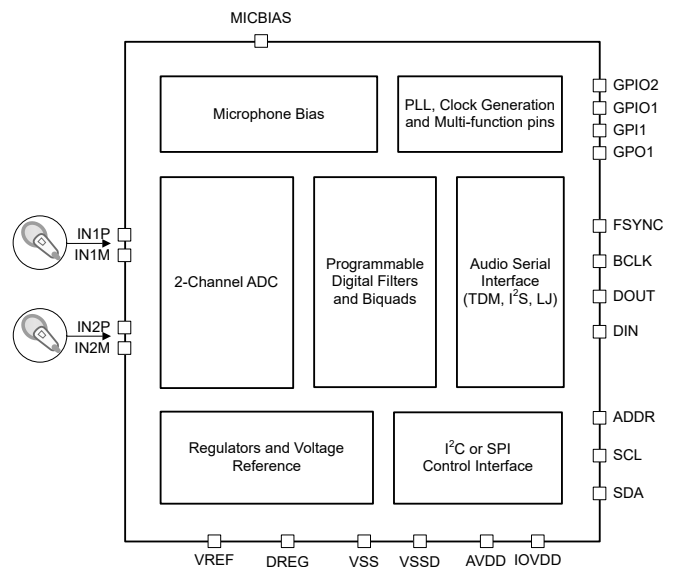 MICBIAS
Microphone Bias
PLL, Clock Generation
and Multi-function pins
GPIO2
GPIO1
GPI1
GPO1
IN1P
IN1M
IN2P
IN2M
2-Channel ADC
Programmable
Digital Filters
and Biquads
Audio Serial
Interface
(TDM, I²S, LJ)
FSYNC
BCLK
DOUT
DIN
Regulators and Voltage
Reference
I²C or SPI
Control Interface
ADDR
SCL
SDA
VREF
DREG
VSS
VSSD
AVDD
IOVDD